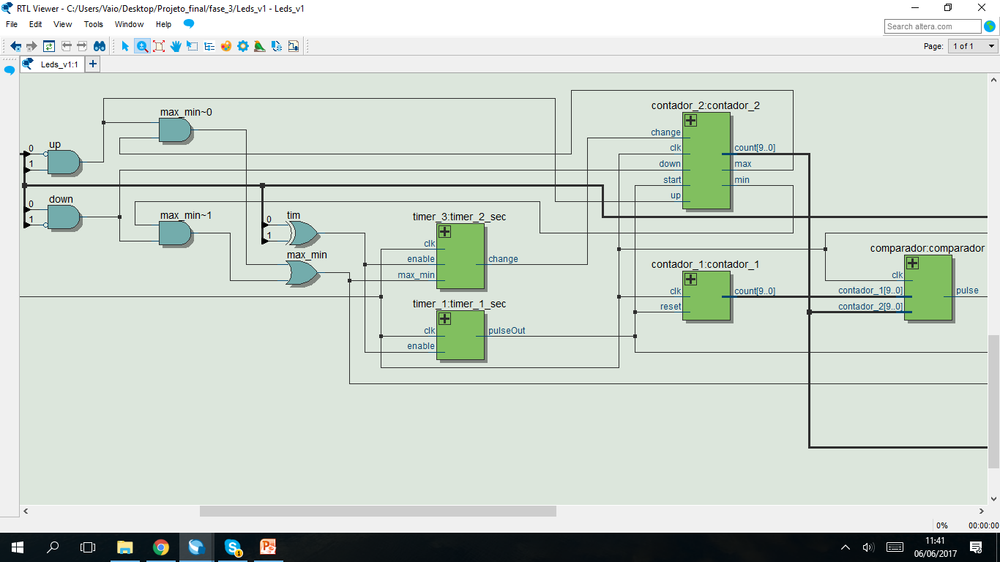 RTL Viewer - C:/Users/Vaio/Desktop/Projeto_final/fase_3/Leds_v1 - Leds_v1
File Edit View Tools Window Help
Search altera.com
Page: 1 of 1
Leds_v1:1
max_min~0
contador_2:contador_2
change
up
0
clk
count[9..0]
1
down
max
start
min
up
down
0
max_min~1
tim
timer_3:timer_2_sec
1
0
1
clk
max_min
enable
change
comparador:comparador
contador_1:contador_1
max_min
clk
clk
count[9..0]
contador_1[9..0]
pulse
timer_1:timer_1_sec
reset
contador_2[9..0]
clk
pulseOut
enable
0% 00:00:00
1
11:41
06/06/2017